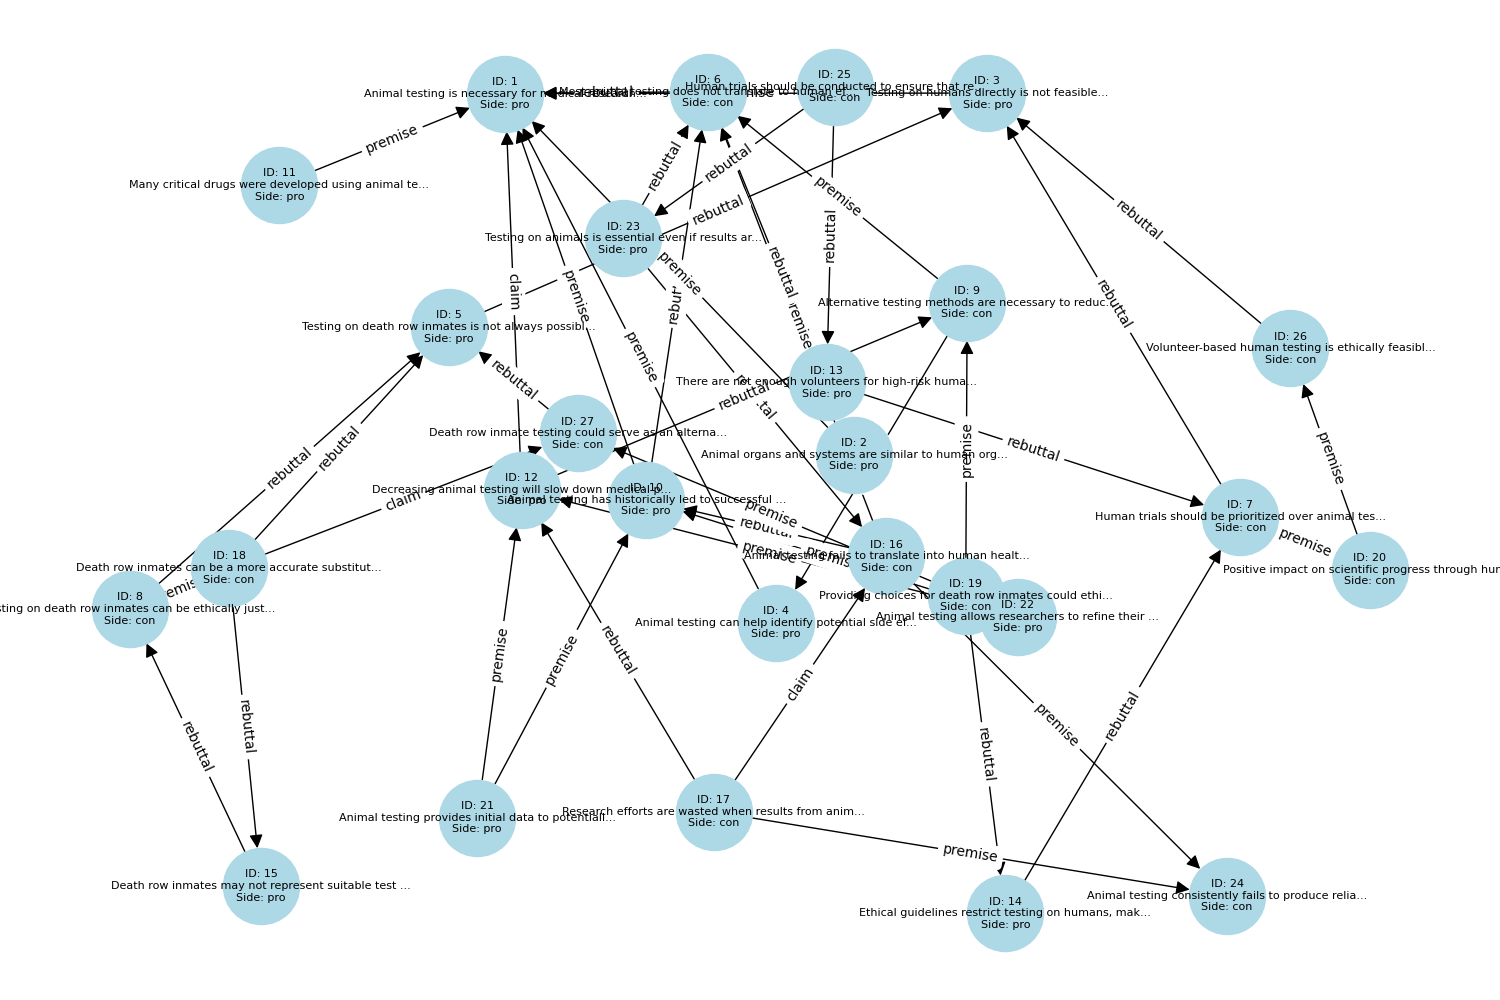 ID: 1
Animal testing is necessary for medical
Side: pro
ID: 6
Most animal testing does not translate to human ef...
Side: con
ID: 25
Human trials should be conducted to ensure that re...
Side: con
ID: 3
Testing on humans directly is not feasible...
Side: pro
rebuttal
premise
ID: 11
Many critical drugs were developed using animal te...
Side: pro
rebuttal
rebuttal
premise
rebuttal
rebuttal
rebuttal
ID: 23
Testing on animals is essential even if results ar...
Side: pro
premise
rebuttal
claim
premise
ID: 9
Alternative testing methods are necessary to reduc...
Side: con
rebuttal
ID: 5
Testing on death row inmates is not always possibl...
Side: pro
premise
ID: 26
Volunteer-based human testing is ethically feasibl...
Side: con
rebuttal
ID: 13
There are not enough volunteers for high-risk huma...
Side: pro
rebuttal
ID: 27
Death row inmate testing could serve as an alterna...
Side: con
ID: 2
Animal organs and systems are similar to human org...
Side: pro
premise
rebuttal
premise
rebuttal
rebuttal
ID: 12
Decreasing animal testing will slow down medical p...
Side: pro
ID: 10
Animal testing has historically led to successful ...
Side: pro
claim
premise
rebuttal
premise
ID: 7
Human trials should be prioritized over animal tes...
Side: con
premise
ID: 16
Animal testing fails to translate into human healt...
Side: con
ID: 18
Death row inmates can be a more accurate substitut...
Side: con
ID: 20
Positive impact on scientific progress through
Side: con
ID: 8
Side: con
ID: 19
Providing choices for death row inmates could ethi...
Side: con
ID: 22
Animal testing allows researchers to refine their ...
Side: pro
ID: 4
Animal testing can help identify potential side ef...
Side: pro
premise
premise
rebuttal
claim
rebuttal
rebuttal
rebuttal
premise
rebuttal
ID: 21
Animal testing provides initial data to potentiall...
Side: pro
ID: 17
Research efforts are wasted when results from anim...
Side: con
premise
ID: 15
Death row inmates may not represent suitable test ...
Side: pro
ID: 24
Animal testing consistently fails to produce relia...
Side: con
ID: 14
Ethical guidelines restrict testing on humans, mak...
Side: pro